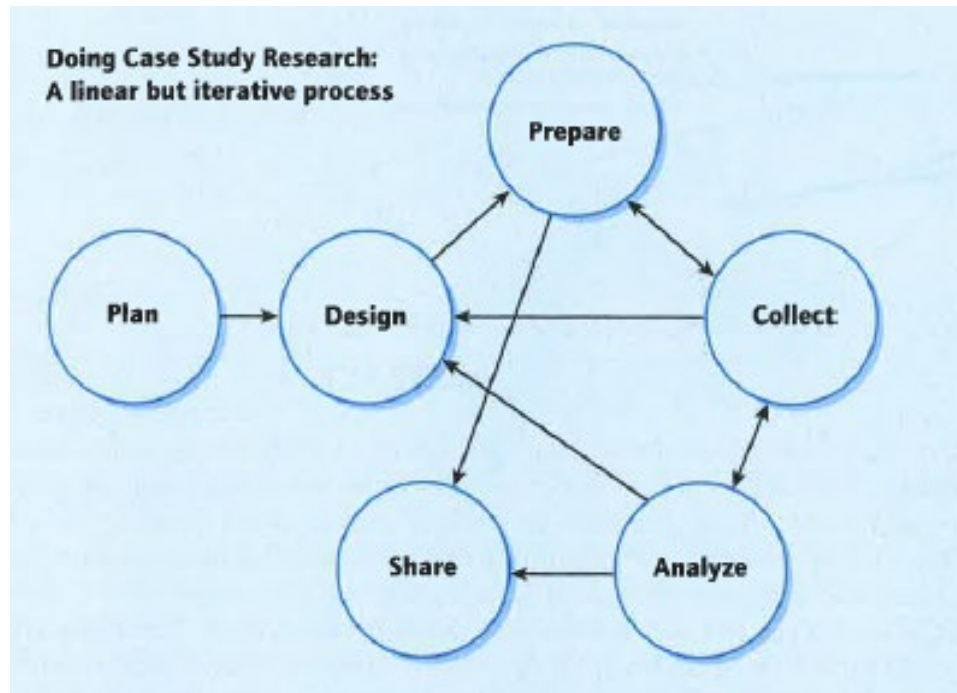 Doing Case Study Research:
A linear but iterative process
Prepare
Plan
Design
Collect
Share
Analyze